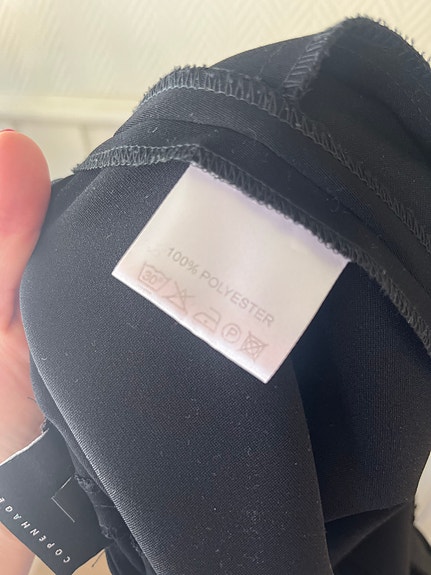 100% POLYESTER
30°
P
COPENHAGE